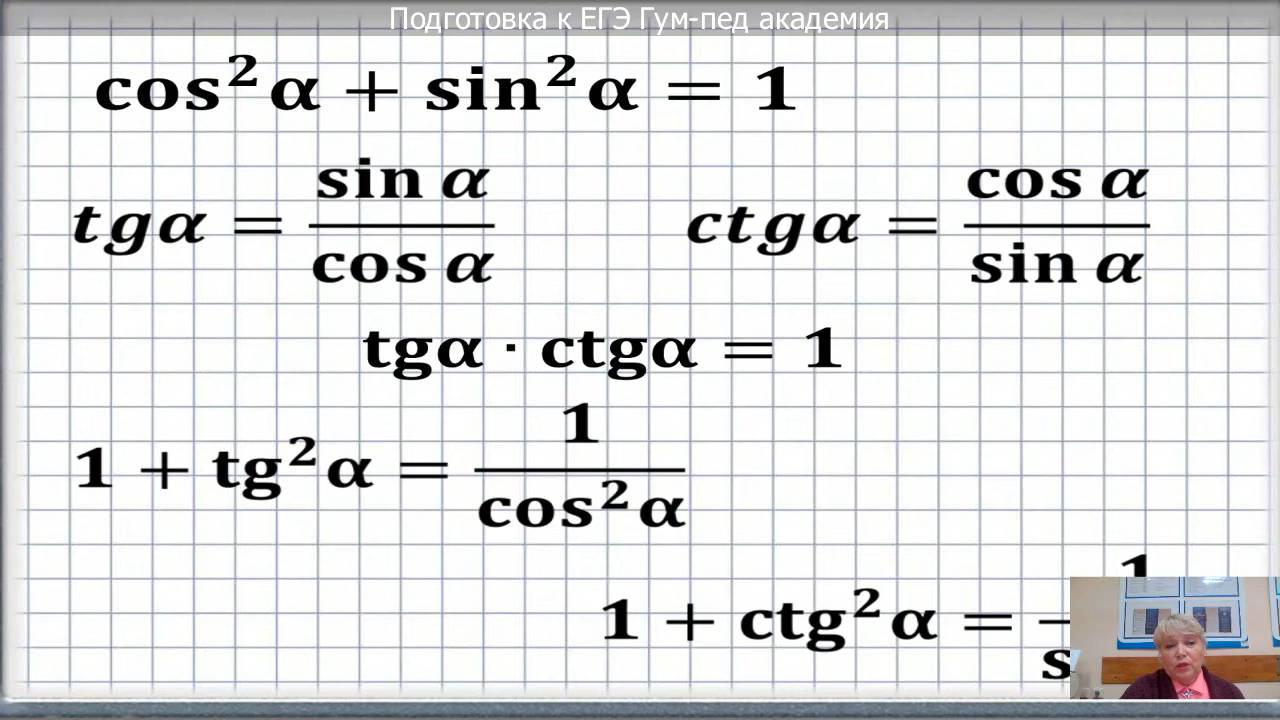 Подготовка к ЕГЭ Гум-пед академия
cos²α + sin²α = 1
tgα = sin α / cos α
ctgα = cos α / sin α
tgα · ctgα = 1
1 + tg²α = 1 / cos²α
1 + ctg²α = 1 / s